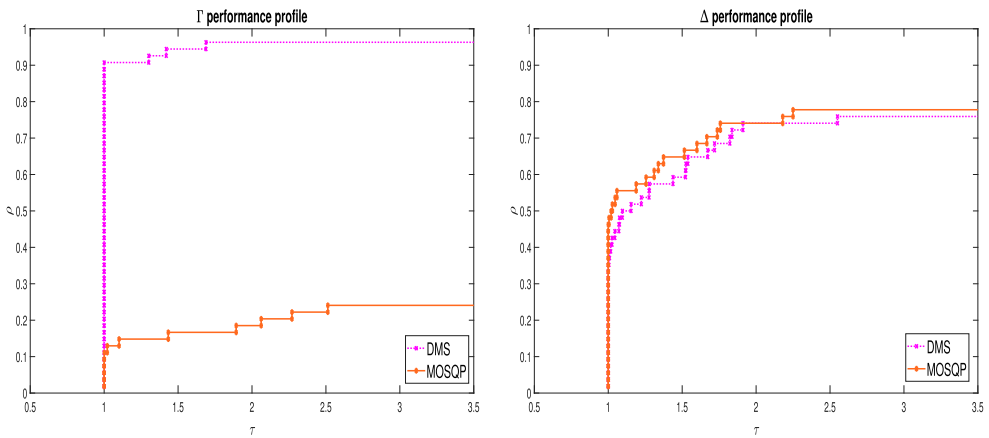 Γ performance profile
1
0.9
0.8
0.7
0.6
0.5
0.4
0.3
0.2
0.1
0
ρ
0.5 1 1.5 2 2.5 3 3.5
τ
DMS
MOSQP
Δ performance profile
1
0.9
0.8
0.7
0.6
0.5
0.4
0.3
0.2
0.1
0
ρ
0.5 1 1.5 2 2.5 3 3.5
τ
DMS
MOSQP